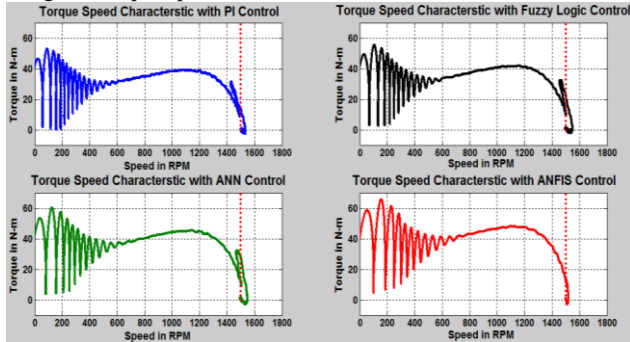 Torque Speed Characterstic with PI Control
Torque in N-m
60
40
20
0
0 200 400 600 800 1000 1200 1400 1600 1800
Speed in RPM
Torque Speed Characterstic with Fuzzy Logic Control
Torque in N-m
60
40
20
0
0 200 400 600 800 1000 1200 1400 1600 1800
Speed in RPM
Torque Speed Characterstic with ANN Control
Torque in N-m
60
40
20
0
0 200 400 600 800 1000 1200 1400 1600 1800
Speed in RPM
Torque Speed Characterstic with ANFIS Control
Torque in N-m
60
40
20
0
0 200 400 600 800 1000 1200 1400 1600 1800
Speed in RPM